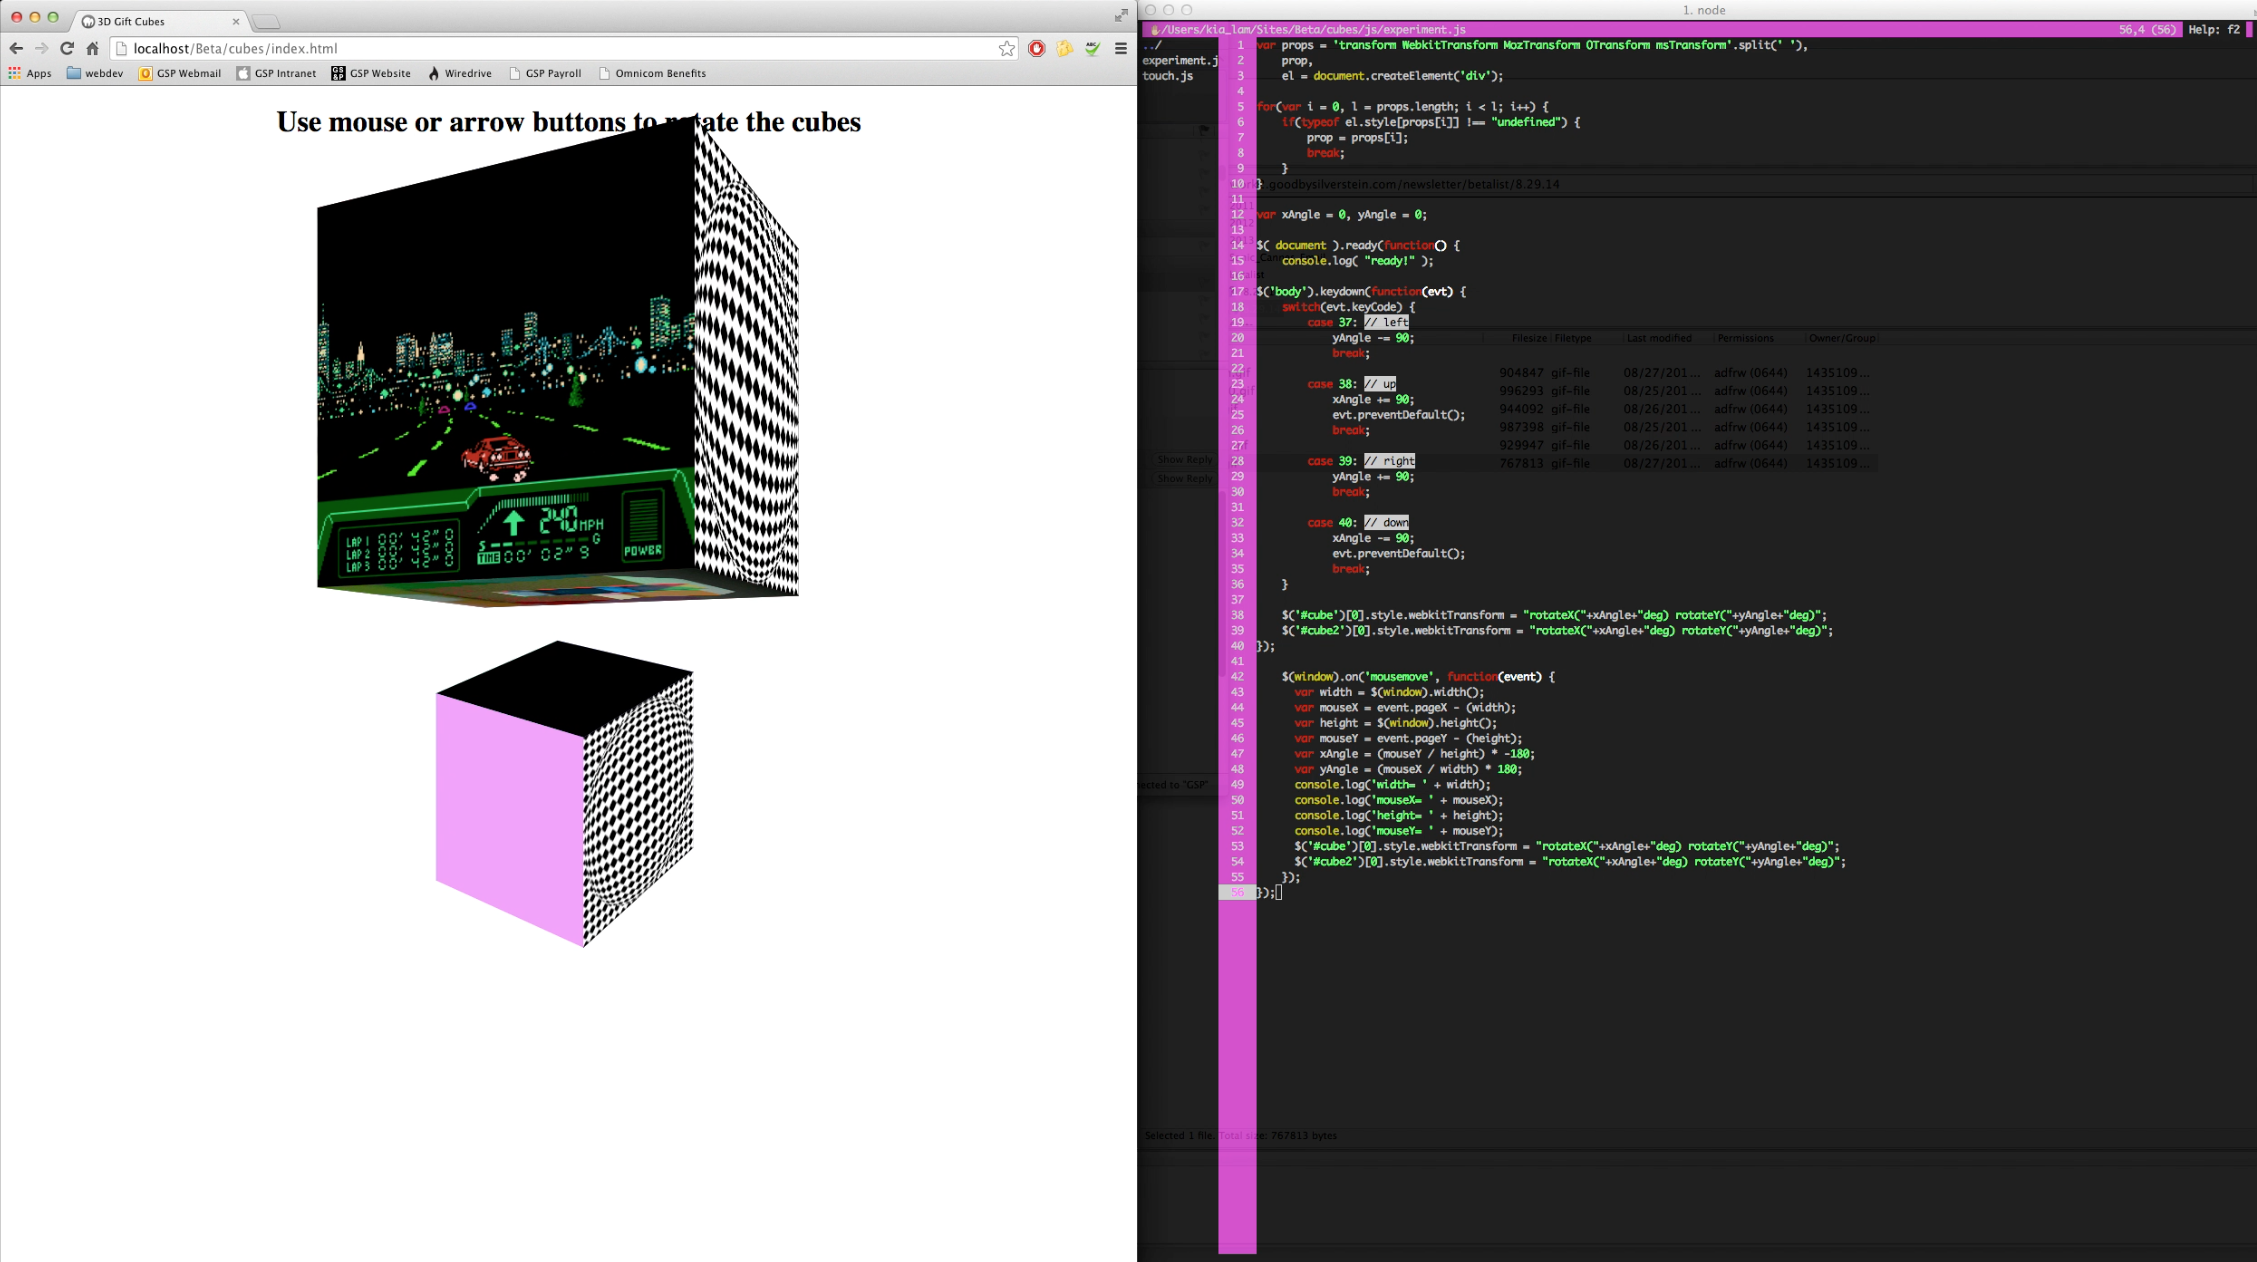 3D Gift Cubes
localhost/Beta/cubes/index.html
Apps webdev GSP Webmail GSP Intranet GSP Website Wiredrive GSP Payroll Omnicom Benefits
Use mouse or arrow buttons to rotate the cubes
240 MPH
S G
LAP 1
LAP 2
LAP 3
TIME 00' 02" 9
POWER
1. node
/Users/kia_lam/Sites/Beta/cubes/js/experiment.js 56,4 (56) Help: f2
../
experiment.j
touch.js
1 var props = 'transform WebkitTransform MozTransform OTransform msTransform'.split(' '),
2 prop,
3 el = document.createElement('div');
4
5 for(var i = 0, l = props.length; i < l; i++) {
6 if(typeof el.style[props[i]] !== "undefined") {
7 prop = props[i];
8 break;
9 }
10 }
.goodbysilverstein.com/newsletter/betalist/8.29.14
11
12 var xAngle = 0, yAngle = 0;
13
14 $( document ).ready(function() {
15 console.log( "ready!" );
16
17 $('body').keydown(function(evt) {
18 switch(evt.keyCode) {
19 case 37: // left
20 yAngle -= 90;
21 break;
22
23 case 38: // up
24 xAngle += 90;
25 evt.preventDefault();
26 break;
27
28 case 39: // right
29 yAngle += 90;
30 break;
31
32 case 40: // down
33 xAngle -= 90;
34 evt.preventDefault();
35 break;
36 }
37
38 $('#cube')[0].style.webkitTransform = "rotateX("+xAngle+"deg) rotateY("+yAngle+"deg)";
39 $('#cube2')[0].style.webkitTransform = "rotateX("+xAngle+"deg) rotateY("+yAngle+"deg)";
40 });
41
42 $(window).on('mousemove', function(event) {
43 var width = $(window).width();
44 var mouseX = event.pageX - (width);
45 var height = $(window).height();
46 var mouseY = event.pageY - (height);
47 var xAngle = (mouseY / height) * -180;
48 var yAngle = (mouseX / width) * 180;
49 console.log('width= ' + width);
50 console.log('mouseX= ' + mouseX);
51 console.log('height= ' + height);
52 console.log('mouseY= ' + mouseY);
53 $('#cube')[0].style.webkitTransform = "rotateX("+xAngle+"deg) rotateY("+yAngle+"deg)";
54 $('#cube2')[0].style.webkitTransform = "rotateX("+xAngle+"deg) rotateY("+yAngle+"deg)";
55 });
56 });
Filesize Filetype Last modified Permissions Owner/Group
904847 gif-file 08/27/201... adfrw (0644) 1435109...
996293 gif-file 08/25/201... adfrw (0644) 1435109...
944092 gif-file 08/26/201... adfrw (0644) 1435109...
987398 gif-file 08/25/201... adfrw (0644) 1435109...
929947 gif-file 08/26/201... adfrw (0644) 1435109...
767813 gif-file 08/27/201... adfrw (0644) 1435109...
Show Reply
Show Reply
ected to "GSP"
Selected 1 file. Total size: 767813 bytes